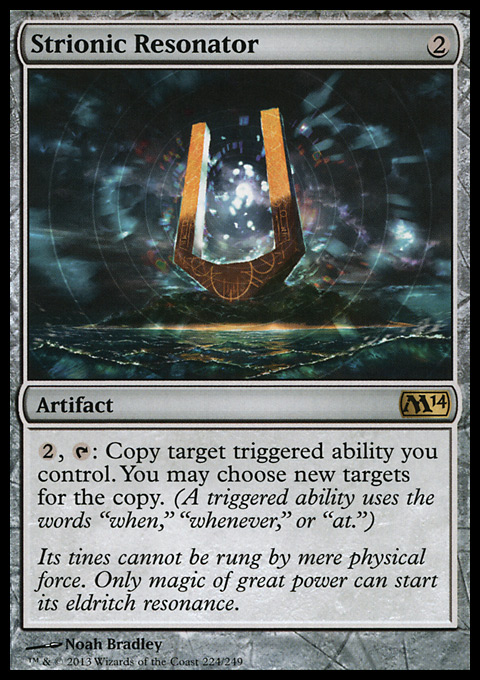 Strionic Resonator 2
Artifact M14
2, : Copy target triggered ability you
control. You may choose new targets
for the copy. (A triggered ability uses the
words “when,” “whenever,” or “at.”)
Its tines cannot be rung by mere physical
force. Only magic of great power can start
its eldritch resonance.
Noah Bradley
™ & © 2013 Wizards of the Coast 224/249